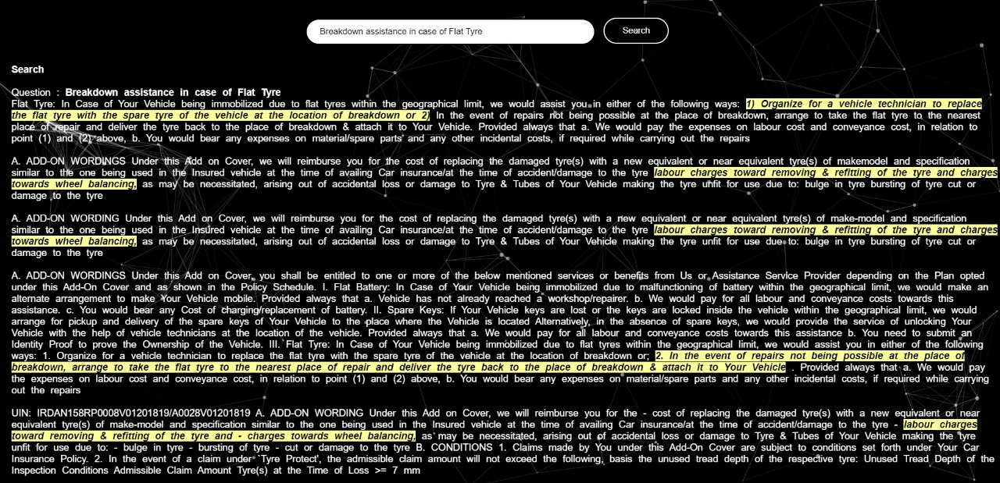 Breakdown assistance in case of Flat Tyre
Search
Search
Question : Breakdown assistance in case of Flat Tyre
Flat Tyre: In Case of Your Vehicle being immobilized due to flat tyres within the geographical limit, we would assist you in either of the following ways: 1) Organize for a vehicle technician to replace
the flat tyre with the spare tyre of the vehicle at the location of breakdown or 2) In the event of repairs not being possible at the place of breakdown, arrange to take the flat tyre to the nearest
place of repair and deliver the tyre back to the place of breakdown & attach it to Your Vehicle. Provided always that a. We would pay the expenses on labour cost and conveyance cost, in relation to
point (1) and (2) above, b. You would bear any expenses on material/spare parts and any other incidental costs, if required while carrying out the repairs
A. ADD-ON WORDINGS Under this Add on Cover, we will reimburse you for the cost of replacing the damaged tyre(s) with a new equivalent or near equivalent tyre(s) of makemodel and specification
similar to the one being used in the Insured vehicle at the time of availing Car insurance/at the time of accident/damage to the tyre labour charges toward removing & refitting of the tyre and charges
towards wheel balancing, as may be necessitated, arising out of accidental loss or damage to Tyre & Tubes of Your Vehicle making the tyre unfit for use due to: bulge in tyre bursting of tyre cut or
damage to the tyre
A. ADD-ON WORDING Under this Add on Cover, we will reimburse you for the cost of replacing the damaged tyre(s) with a new equivalent or near equivalent tyre(s) of make-model and specification
similar to the one being used in the Insured vehicle at the time of availing Car insurance/at the time of accident/damage to the tyre labour charges toward removing & refitting of the tyre and charges
towards wheel balancing, as may be necessitated, arising out of accidental loss or damage to Tyre & Tubes of Your Vehicle making the tyre unfit for use due to: bulge in tyre bursting of tyre cut or
damage to the tyre
A. ADD-ON WORDINGS Under this Add on Cover, you shall be entitled to one or more of the below mentioned services or benefits from Us or Assistance Service Provider depending on the Plan opted
under this Add-On Cover and as shown in the Policy Schedule. I. Flat Battery: In Case of Your Vehicle being immobilized due to malfunctioning of battery within the geographical limit, we would make an
alternate arrangement to make Your Vehicle mobile. Provided always that a. Vehicle has not already reached a workshop/repairer. b. We would pay for all labour and conveyance costs towards this
assistance. c. You would bear any Cost of charging/replacement of battery. II. Spare Keys: If Your Vehicle keys are lost or the keys are locked inside the vehicle within the geographical limit, we would
arrange for pickup and delivery of the spare keys of Your Vehicle to the place where the Vehicle is located Alternatively, in the absence of spare keys, we would provide the service of unlocking Your
Vehicle with the help of vehicle technicians at the location of the vehicle. Provided always that a. We would pay for all labour and conveyance costs towards this assistance b. You need to submit an
Identity Proof to prove the Ownership of the Vehicle. III. Flat Tyre: In Case of Your Vehicle being immobilized due to flat tyres within the geographical limit, we would assist you in either of the following
ways: 1. Organize for a vehicle technician to replace the flat tyre with the spare tyre of the vehicle at the location of breakdown or; 2. In the event of repairs not being possible at the place of
breakdown, arrange to take the flat tyre to the nearest place of repair and deliver the tyre back to the place of breakdown & attach it to Your Vehicle . Provided always that a. We would pay
the expenses on labour cost and conveyance cost, in relation to point (1) and (2) above, b. You would bear any expenses on material/spare parts and any other incidental costs, if required while carrying
out the repairs
UIN: IRDAN158RP0008V01201819/A0028V01201819 A. ADD-ON WORDING Under this Add on Cover, we will reimburse you for the - cost of replacing the damaged tyre(s) with a new equivalent or near
equivalent tyre(s) of make-model and specification similar to the one being used in the Insured vehicle at the time of availing Car insurance/at the time of accident/damage to the tyre - labour charges
toward removing & refitting of the tyre and - charges towards wheel balancing, as may be necessitated, arising out of accidental loss or damage to Tyre & Tubes of Your Vehicle making the tyre
unfit for use due to: - bulge in tyre - bursting of tyre - cut or damage to the tyre B. CONDITIONS 1. Claims made by You under this Add-On Cover are subject to conditions set forth under Your Car
Insurance Policy. 2. In the event of a claim under 'Tyre Protect', the admissible claim amount will not exceed the following, basis the unused tread depth of the respective tyre: Unused Tread Depth of the
Inspection Conditions Admissible Claim Amount Tyre(s) at the Time of Loss >= 7 mm